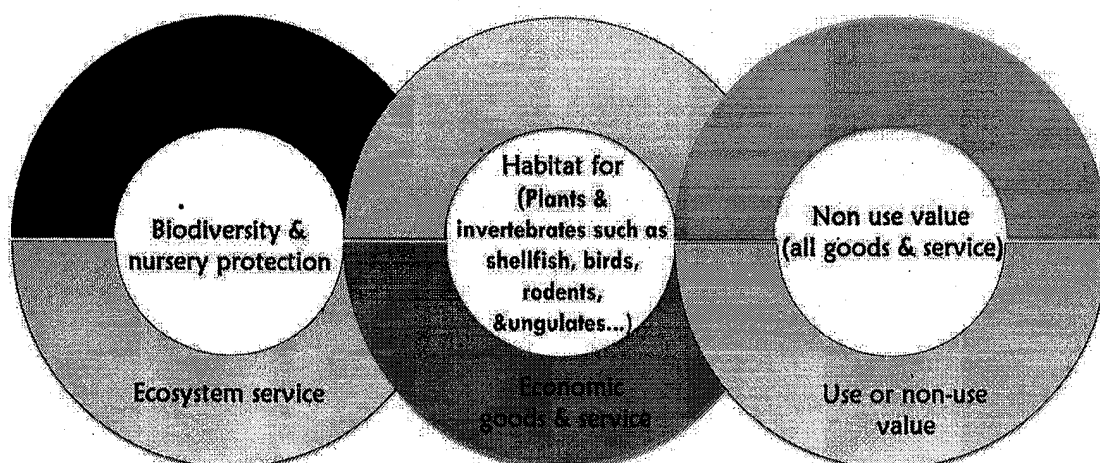 Biodiversity &
nursery protection
Ecosystem service
Habitat for
(Plants &
invertebrates such as
shellfish, birds,
rodents,
&ungulates...)
Economic
goods & service
Non use value
(all goods & service)
Use or non-use
value